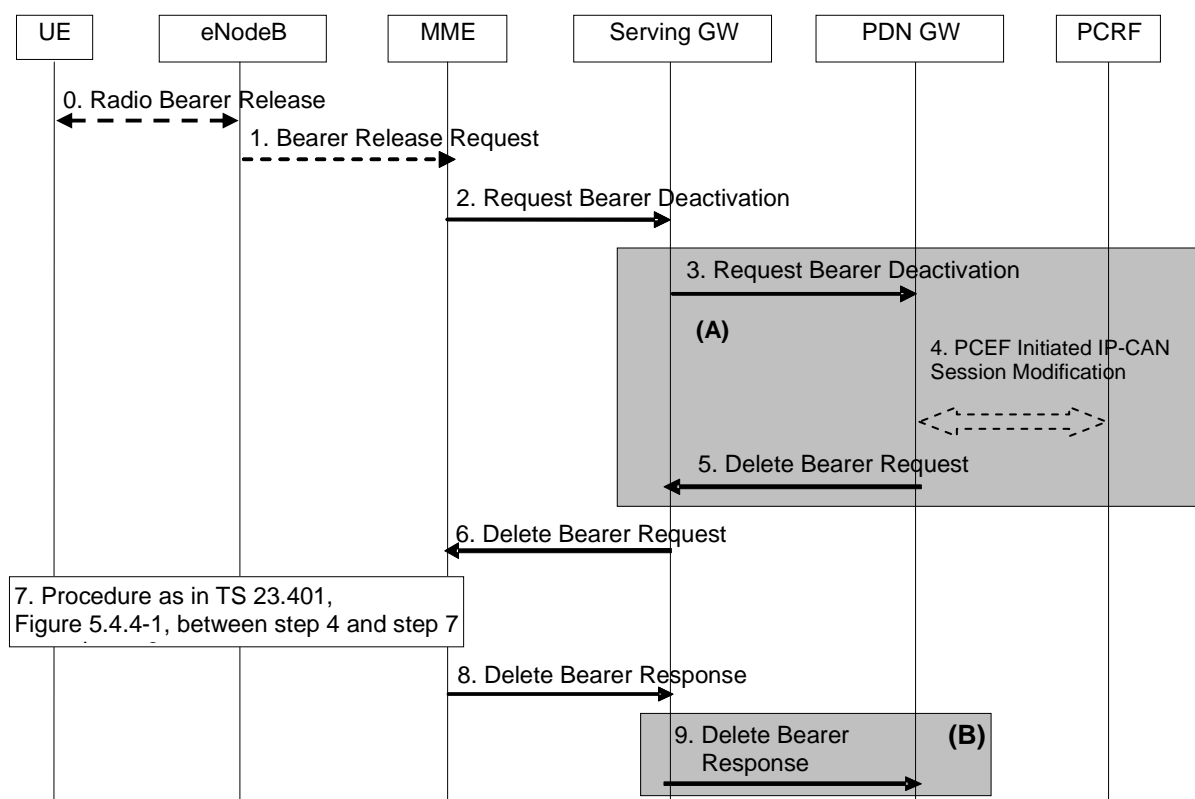 UE eNodeB MME Serving GW PDN GW PCRF
0. Radio Bearer Release
1. Bearer Release Request
2. Request Bearer Deactivation
3. Request Bearer Deactivation
(A)
4. PCEF Initiated IP-CAN
Session Modification
5. Delete Bearer Request
6. Delete Bearer Request
7. Procedure as in TS 23.401,
Figure 5.4.4-1, between step 4 and step 7
8. Delete Bearer Response
9. Delete Bearer
Response
(B)